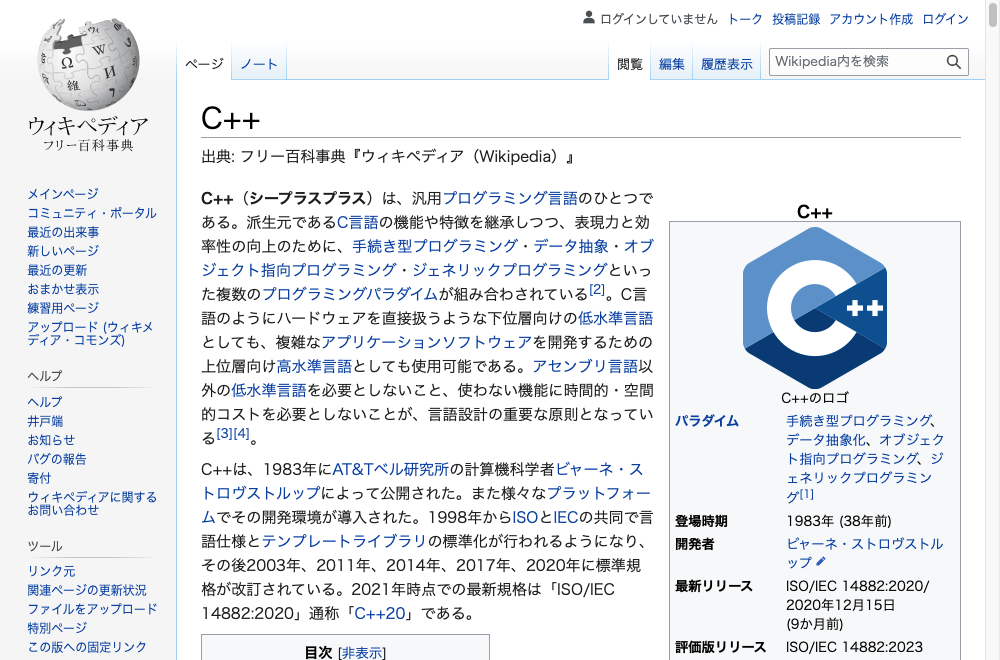 ログインしていません トーク 投稿記録 アカウント作成 ログイン
ページ ノート 閲覧 編集 履歴表示 Wikipedia内を検索
Ω W И 維
ウィキペディア
フリー百科事典
メインページ
コミュニティ・ポータル
最近の出来事
新しいページ
最近の更新
おまかせ表示
練習用ページ
アップロード (ウィキメ
ディア・コモンズ)
ヘルプ
ヘルプ
井戸端
お知らせ
バグの報告
寄付
ウィキペディアに関する
お問い合わせ
ツール
リンク元
関連ページの更新状況
ファイルをアップロード
特別ページ
この版への固定リンク
C++
出典: フリー百科事典『ウィキペディア（Wikipedia）』
C++（シープラスプラス）は、汎用プログラミング言語のひとつで
ある。派生元であるC言語の機能や特徴を継承しつつ、表現力と効
率性の向上のために、手続き型プログラミング・データ抽象・オブ
ジェクト指向プログラミング・ジェネリックプログラミングといっ
た複数のプログラミングパラダイムが組み合わされている[2]。C言
語のようにハードウェアを直接扱うような下位層向けの低水準言語
としても、複雑なアプリケーションソフトウェアを開発するための
上位層向け高水準言語としても使用可能である。アセンブリ言語以
外の低水準言語を必要としないこと、使わない機能に時間的・空間
的コストを必要としないことが、言語設計の重要な原則となってい
る[3][4]。
C++は、1983年にAT&Tベル研究所の計算機科学者ビャーネ・ス
トロヴストルップによって公開された。また様々なプラットフォー
ムでその開発環境が導入された。1998年からISOとIECの共同で言
語仕様とテンプレートライブラリの標準化が行われるようになり、
その後2003年、2011年、2014年、2017年、2020年に標準規
格が改訂されている。2021年時点での最新規格は「ISO/IEC
14882:2020」通称「C++20」である。
目次 [非表示]
C++
C++
C++のロゴ
パラダイム 手続き型プログラミング、
データ抽象化、オブジェク
ト指向プログラミング、ジ
ェネリックプログラミン
グ[1]
登場時期 1983年 (38年前)
開発者 ビャーネ・ストロヴストル
ップ
最新リリース ISO/IEC 14882:2020/
2020年12月15日
(9か月前)
評価版リリース ISO/IEC 14882:2023